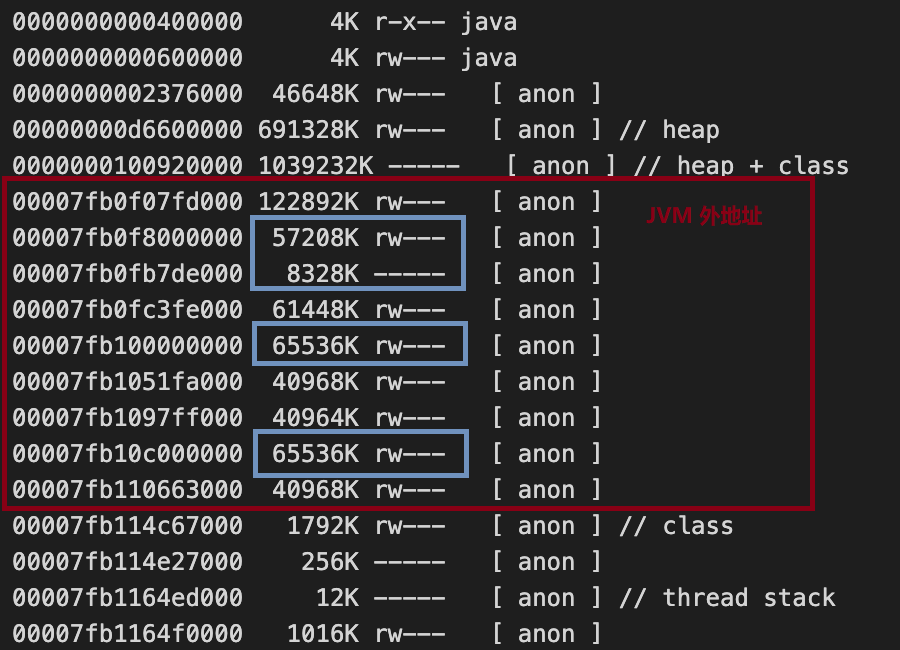 0000000000400000 4K r-x-- java
0000000000600000 4K rw--- java
0000000002376000 46648K rw--- [ anon ]
00000000d6600000 691328K rw--- [ anon ] // heap
0000000100920000 1039232K ----- [ anon ] // heap + class
00007fb0f07fd000 122892K rw--- [ anon ] JVM 外地址
00007fb0f8000000 57208K rw--- [ anon ]
00007fb0fb7de000 8328K ----- [ anon ]
00007fb0fc3fe000 61448K rw--- [ anon ]
00007fb100000000 65536K rw--- [ anon ]
00007fb1051fa000 40968K rw--- [ anon ]
00007fb1097ff000 40964K rw--- [ anon ]
00007fb10c000000 65536K rw--- [ anon ]
00007fb110663000 40968K rw--- [ anon ]
00007fb114c67000 1792K rw--- [ anon ] // class
00007fb114e27000 256K ----- [ anon ]
00007fb1164ed000 12K ----- [ anon ] // thread stack
00007fb1164f0000 1016K rw--- [ anon ]